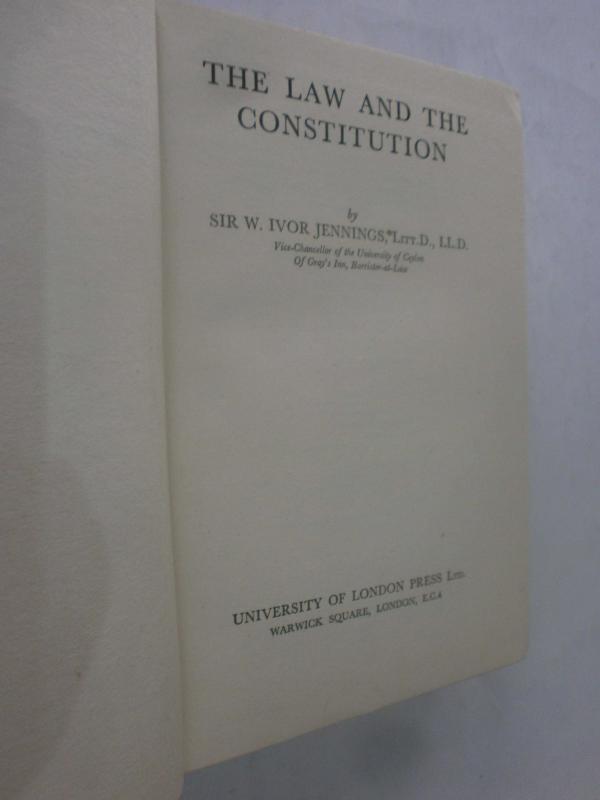 THE LAW AND THE
CONSTITUTION
by
SIR W. IVOR JENNINGS, LITT.D., LL.D.
Vice-Chancellor of the University of Ceylon
Of Gray's Inn, Barrister-at-Law
UNIVERSITY OF LONDON PRESS LTD.
WARWICK SQUARE, LONDON, E.C.4